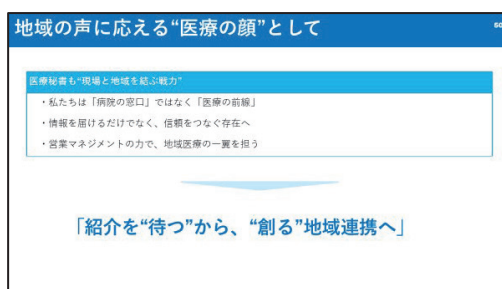 地域の声に応える“医療の顔”として
医療秘書も“現場と地域を結ぶ戦力”
・私たちは「病院の窓口」ではなく「医療の前線」
・情報を届けるだけでなく、信頼をつなぐ存在へ
・営業マネジメントの力で、地域医療の一翼を担う
「紹介を“待つ”から、“創る”地域連携へ」